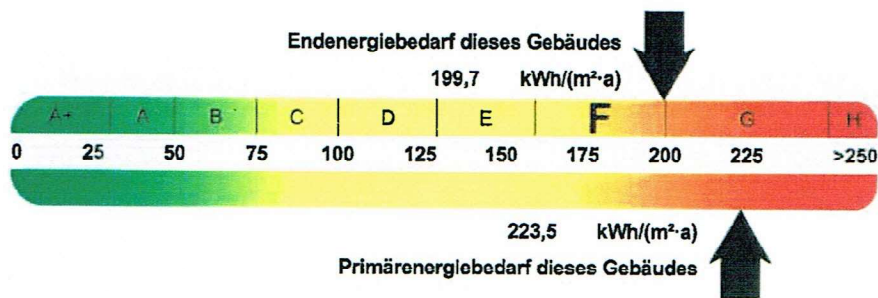 Endenergiebedarf dieses Gebäudes
199,7 kWh/(m²·a)
A+ A B C D E F G H
0 25 50 75 100 125 150 175 200 225 >250
223,5 kWh/(m²·a)
Primärenergiebedarf dieses Gebäudes